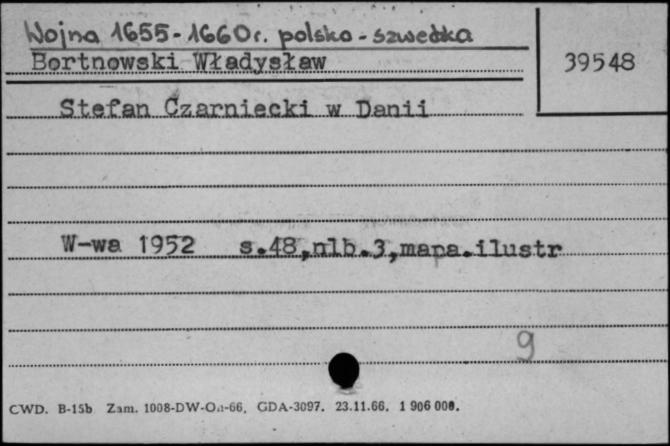 Wojna 1655-1660r. polsko-szwedzka
Bortnowski Władysław
39548
Stefan Czarniecki w Danii
W-wa 1952 s.48,nlb.3,mapa.ilustr
9
CWD. B-15b Zam. 1008-DW-On-66. GDA-3097. 23.11.66. 1 906 000.